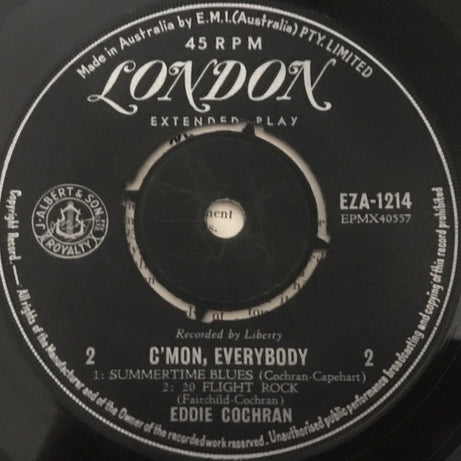 Made in Australia by E.M.I.(Australia) PTY. LIMITED
45 RPM
LONDON
EXTENDED PLAY
EZA-1214
EPMX40557
J. ALBERT & SON
ROYALTY
Recorded by Liberty
2 C'MON, EVERYBODY 2
1: SUMMERTIME BLUES (Cochran-Capehart)
2: 20 FLIGHT ROCK
(Fairchild-Cochran)
EDDIE COCHRAN
Copyright Record. — All rights of the Manufacturer and of the Owner of the recorded work reserved. Unauthorised public performance broadcasting and copying of this record prohibited